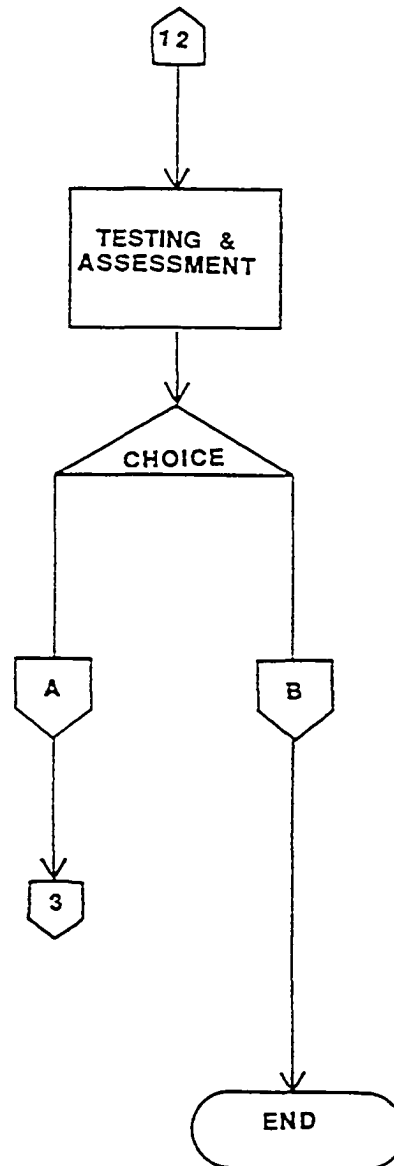 12
TESTING &
ASSESSMENT
CHOICE
A
B
3
END